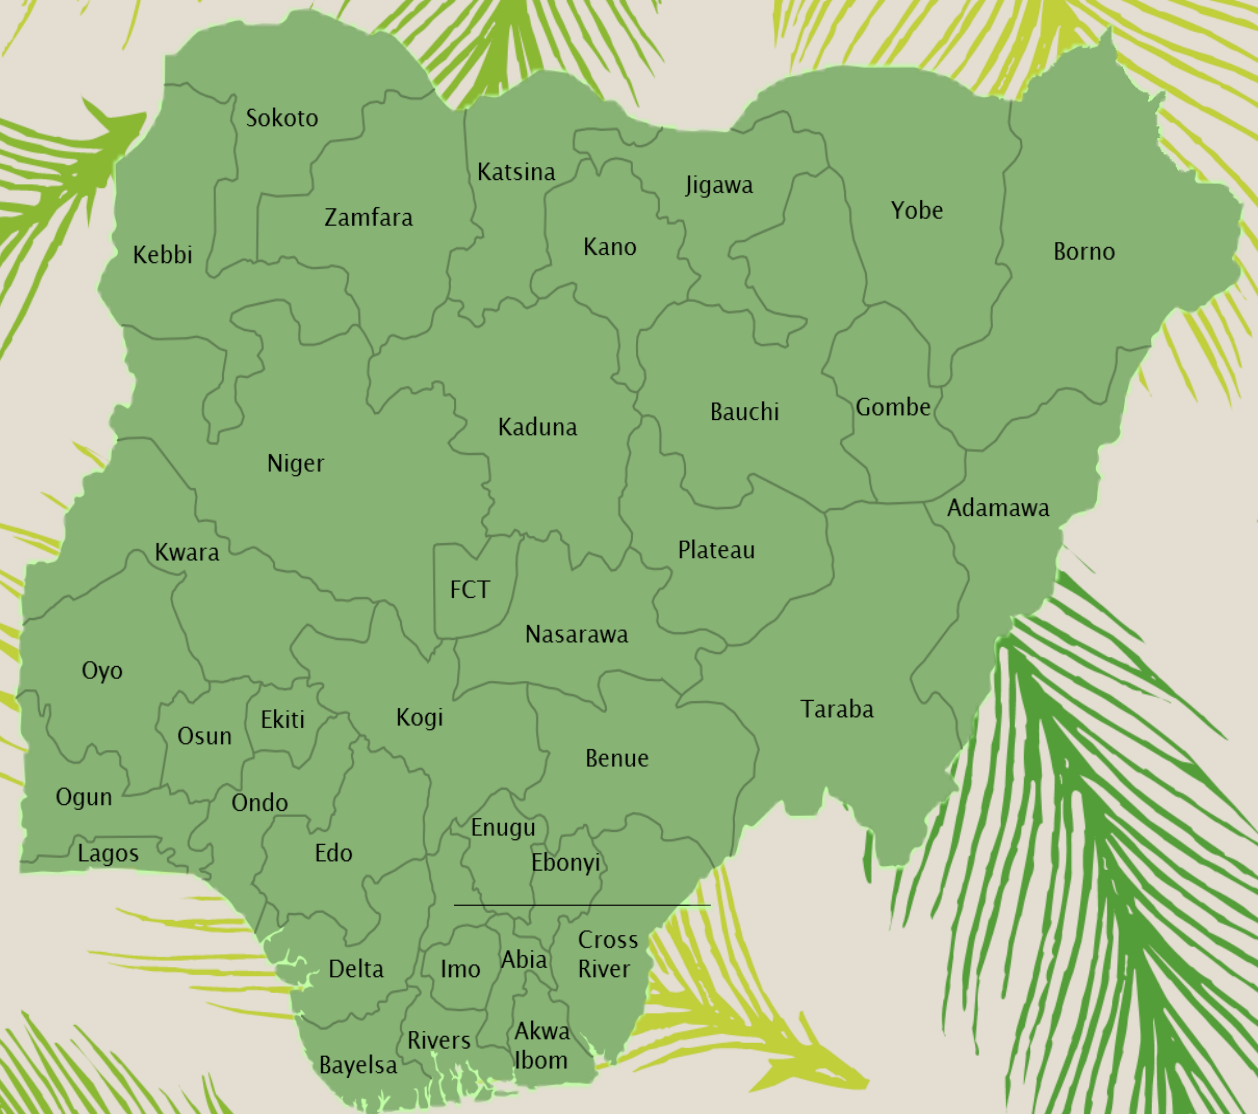 Sokoto
Katsina
Jigawa
Zamfara
Yobe
Kano
Borno
Kebbi
Gombe
Bauchi
Kaduna
Niger
Adamawa
Plateau
Kwara
FCT
Nasarawa
Oyo
Taraba
Kogi
Ekiti
Osun
Benue
Ogun
Ondo
Enugu
Lagos
Edo
Ebonyi
Cross
River
Abia
Imo
Delta
Akwa
Ibom
Rivers
Bayelsa